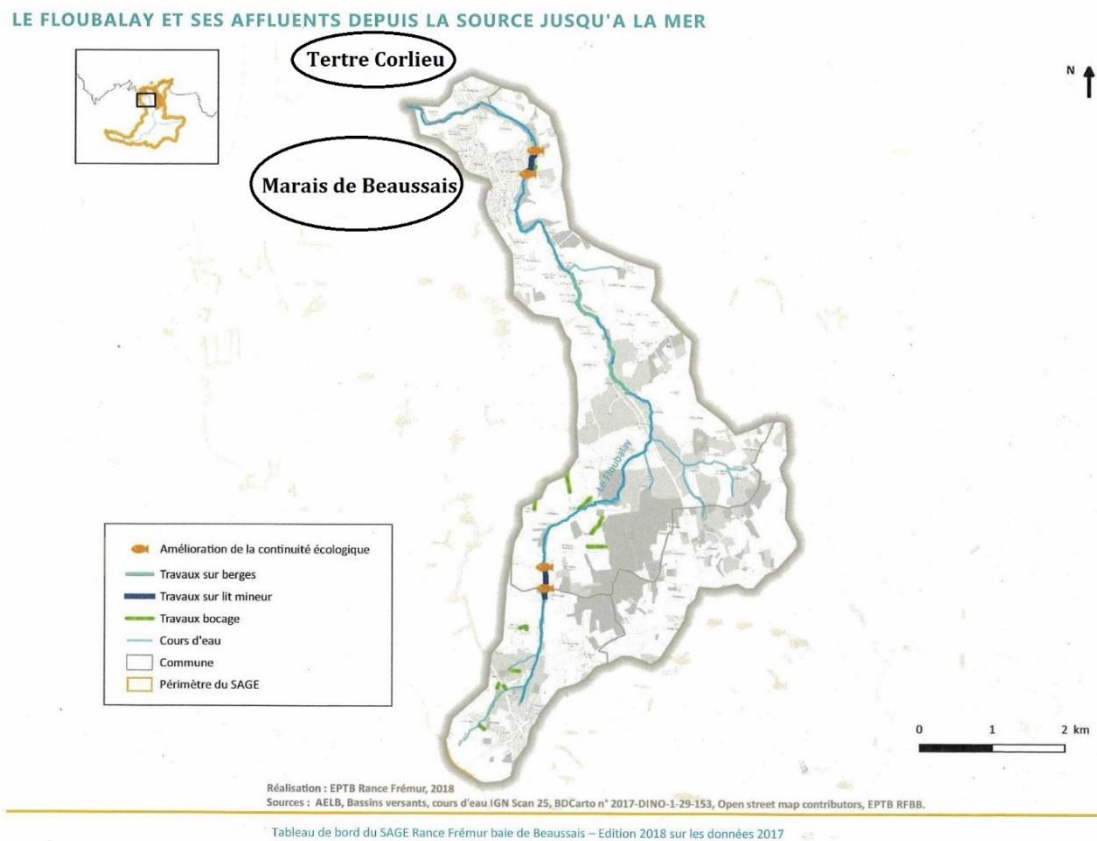 LE FLOUBALAY ET SES AFFLUENTS DEPUIS LA SOURCE JUSQU'A LA MER
Tertre Corlieu
N
Marais de Beaussais
Le Floubalay
Amélioration de la continuité écologique
Travaux sur berges
Travaux sur lit mineur
Travaux bocage
Cours d'eau
Commune
Périmètre du SAGE
0 1 2 km
Réalisation : EPTB Rance Frémur, 2018
Sources : AELB, Bassins versants, cours d'eau IGN Scan 25, BDCarto n° 2017-DINO-1-29-153, Open street map contributors, EPTB RFBB.
Tableau de bord du SAGE Rance Frémur baie de Beaussais – Edition 2018 sur les données 2017